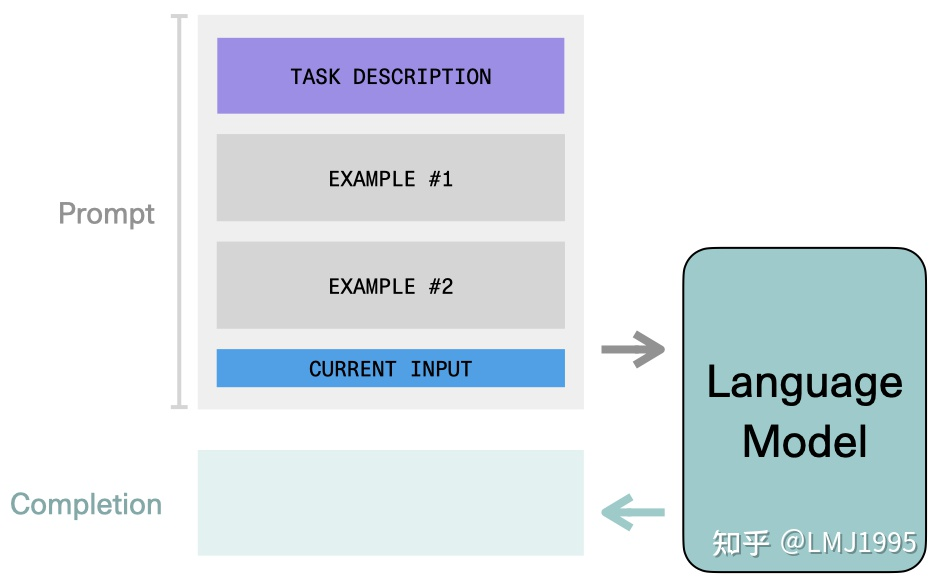 TASK DESCRIPTION
EXAMPLE #1
Prompt
EXAMPLE #2
CURRENT INPUT
Language
Model
Completion
知乎 @LMJ1995